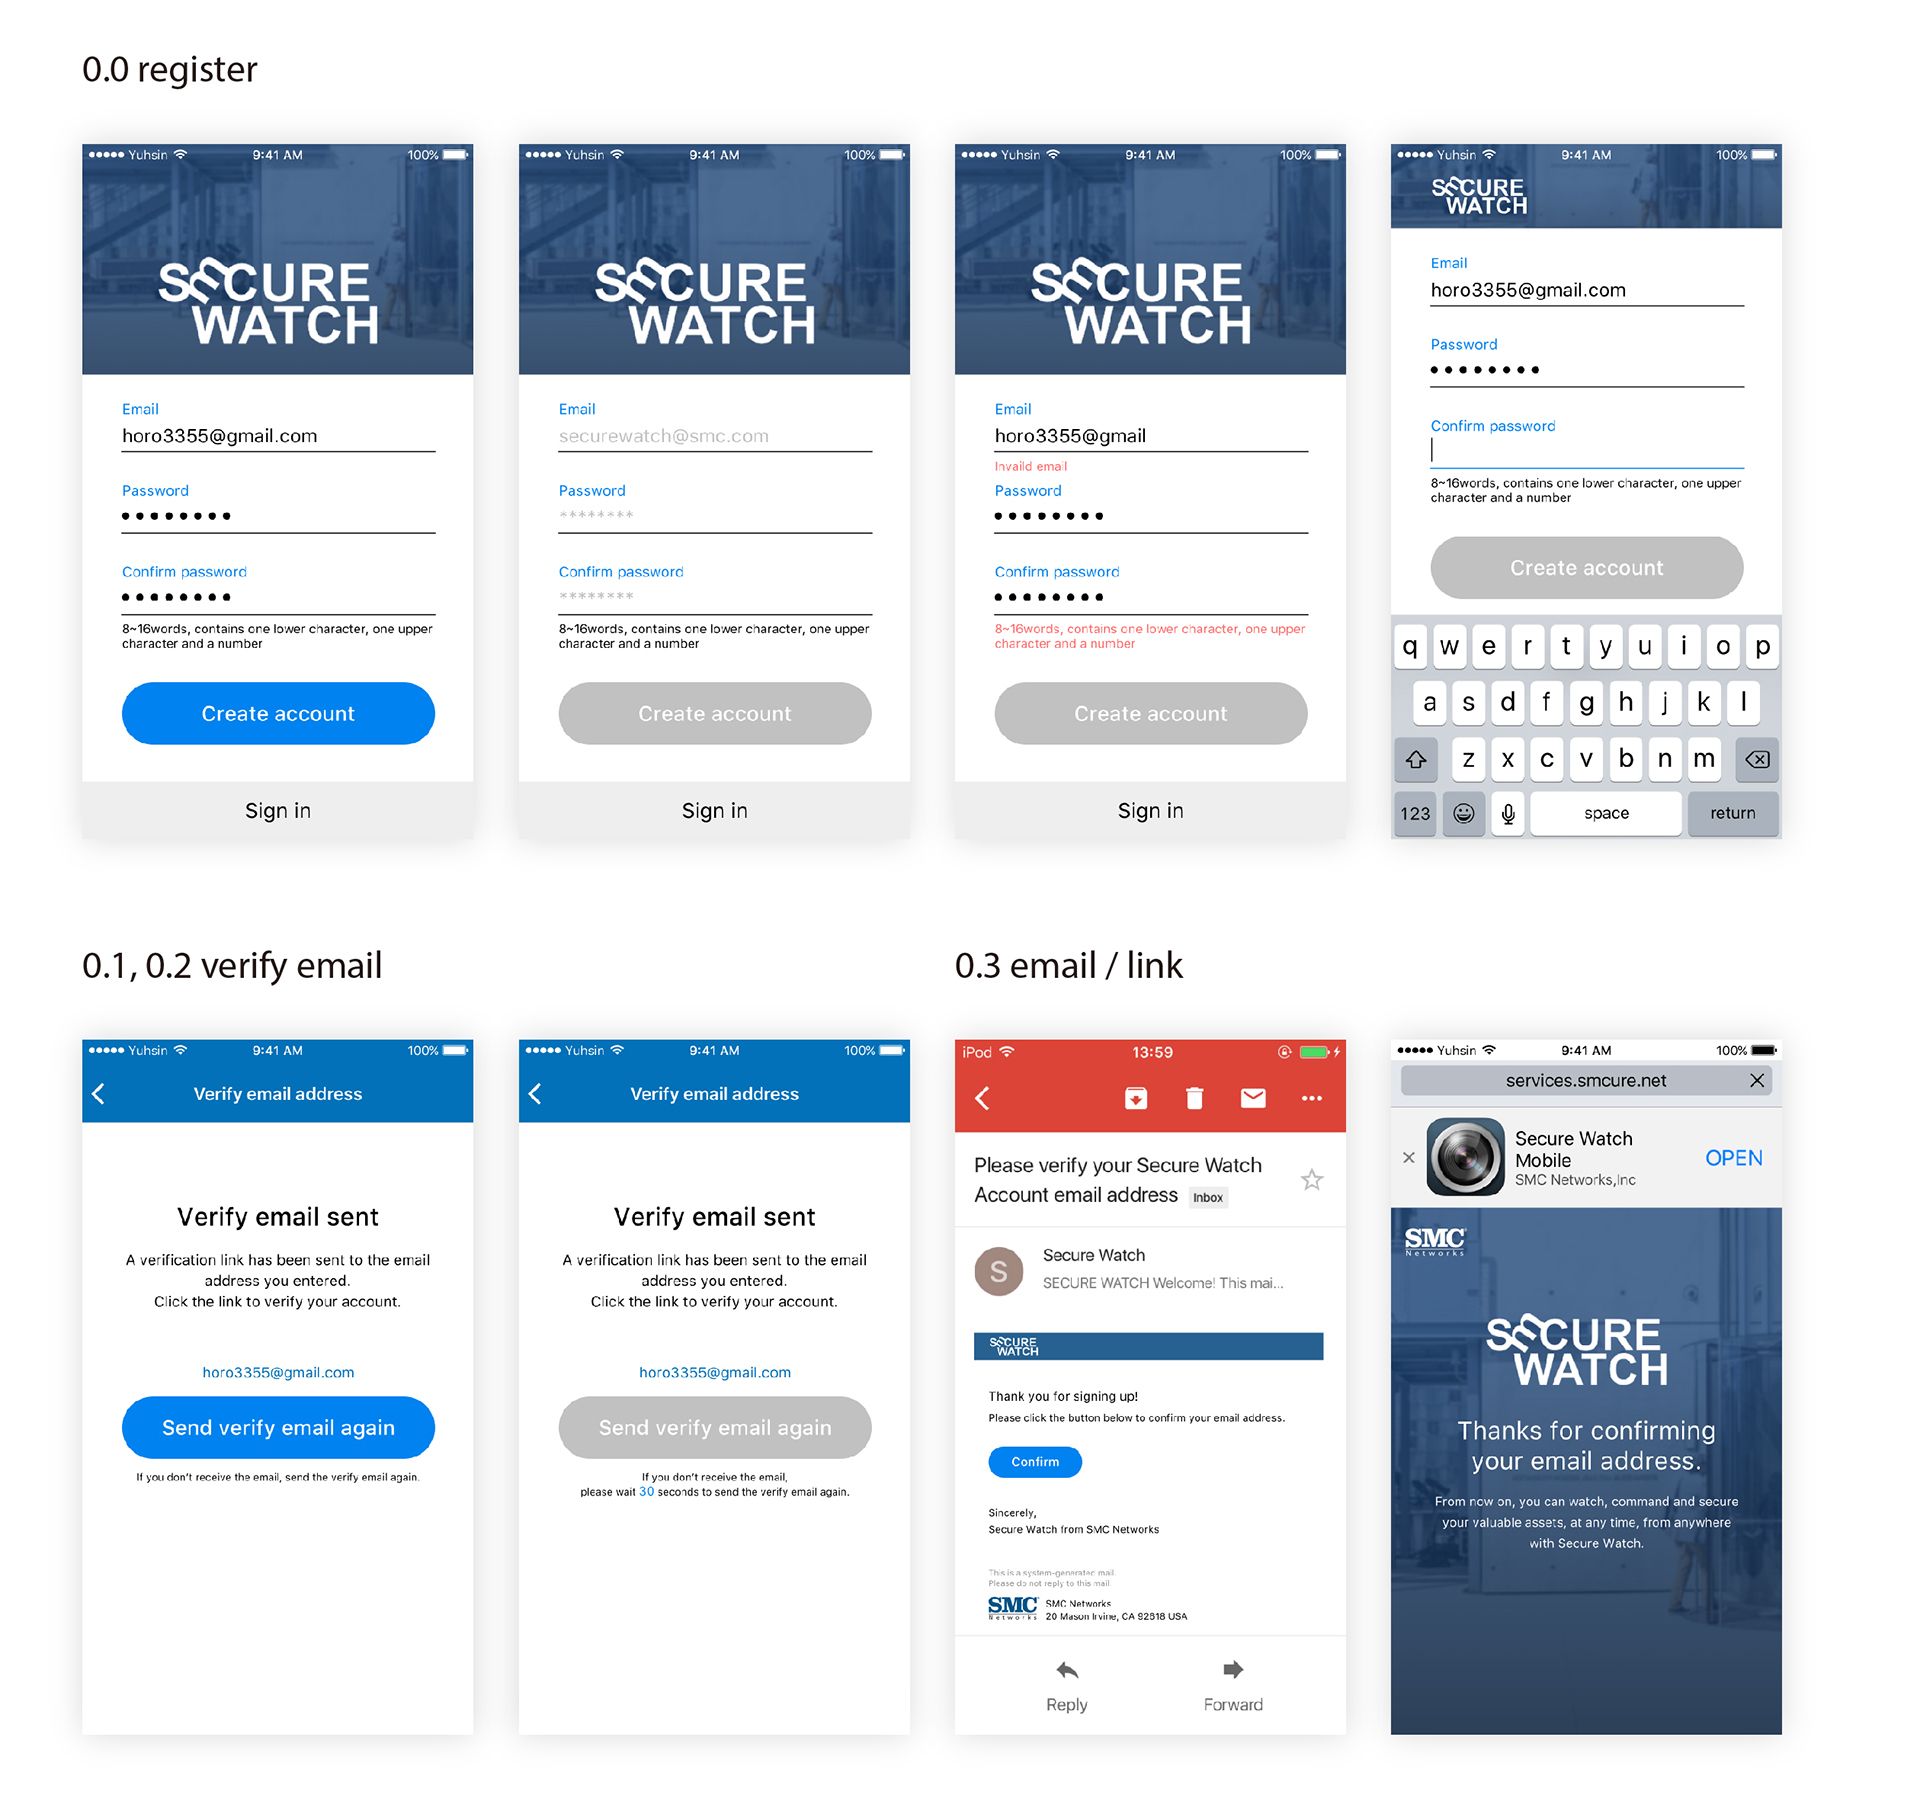 0.0 register
Yuhsin 9:41 AM 100%
SECURE
WATCH
Email
horo3355@gmail.com
Password
Confirm password
8~16words, contains one lower character, one upper
character and a number
Create account
Sign in
Yuhsin 9:41 AM 100%
SECURE
WATCH
Email
securewatch@smc.com
Password
********
Confirm password
********
8~16words, contains one lower character, one upper
character and a number
Create account
Sign in
Yuhsin 9:41 AM 100%
SECURE
WATCH
Email
horo3355@gmail
Invaild email
Password
Confirm password
8~16words, contains one lower character, one upper
character and a number
Create account
Sign in
Yuhsin 9:41 AM 100%
SECURE
WATCH
Email
horo3355@gmail.com
Password
Confirm password
8~16words, contains one lower character, one upper
character and a number
Create account
q w e r t y u i o p
a s d f g h j k l
z x c v b n m
123 space return
0.1, 0.2 verify email
Yuhsin 9:41 AM 100%
Verify email address
Verify email sent
A verification link has been sent to the email
address you entered.
Click the link to verify your account.
horo3355@gmail.com
Send verify email again
If you don't receive the email, send the verify email again.
Yuhsin 9:41 AM 100%
Verify email address
Verify email sent
A verification link has been sent to the email
address you entered.
Click the link to verify your account.
horo3355@gmail.com
Send verify email again
If you don't receive the email,
please wait 30 seconds to send the verify email again.
0.3 email / link
iPod 13:59
Please verify your Secure Watch
Account email address Inbox
S
Secure Watch
SECURE WATCH Welcome! This mai...
SECURE
WATCH
Thank you for signing up!
Please click the button below to confirm your email address.
Confirm
Sincerely,
Secure Watch from SMC Networks
This is a system-generated mail.
Please do not reply to this mail
SMC
Networks
SMC Networks
20 Mason Irvine, CA 92618 USA
Reply
Forward
Yuhsin 9:41 AM 100%
services.smcure.net
Secure Watch
Mobile
SMC Networks,Inc
OPEN
SMC
Networks
SECURE
WATCH
Thanks for confirming
your email address.
From now on, you can watch, command and secure
your valuable assets, at any time, from anywhere
with Secure Watch.